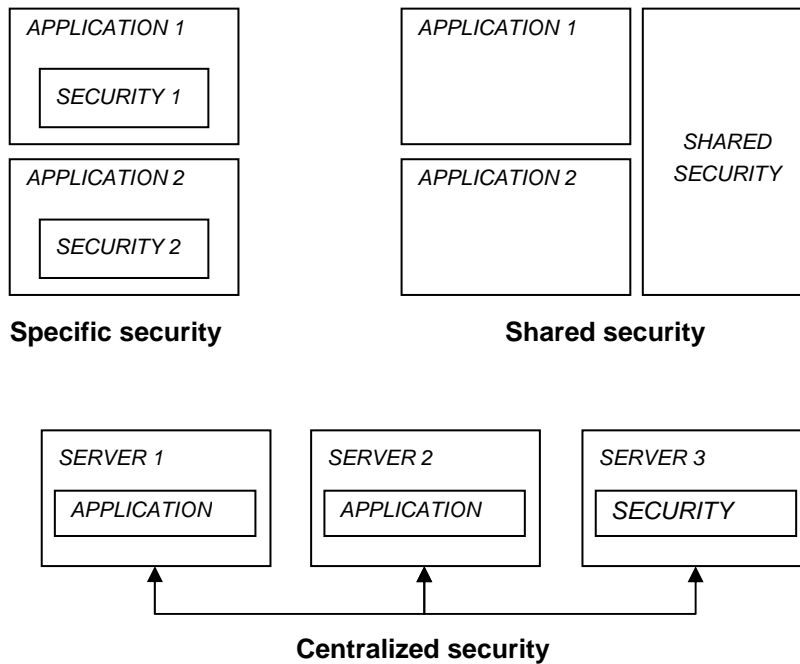 APPLICATION 1
SECURITY 1
APPLICATION 2
SECURITY 2
Specific security
APPLICATION 1
APPLICATION 2
SHARED
SECURITY
Shared security
SERVER 1
APPLICATION
SERVER 2
APPLICATION
SERVER 3
SECURITY
Centralized security